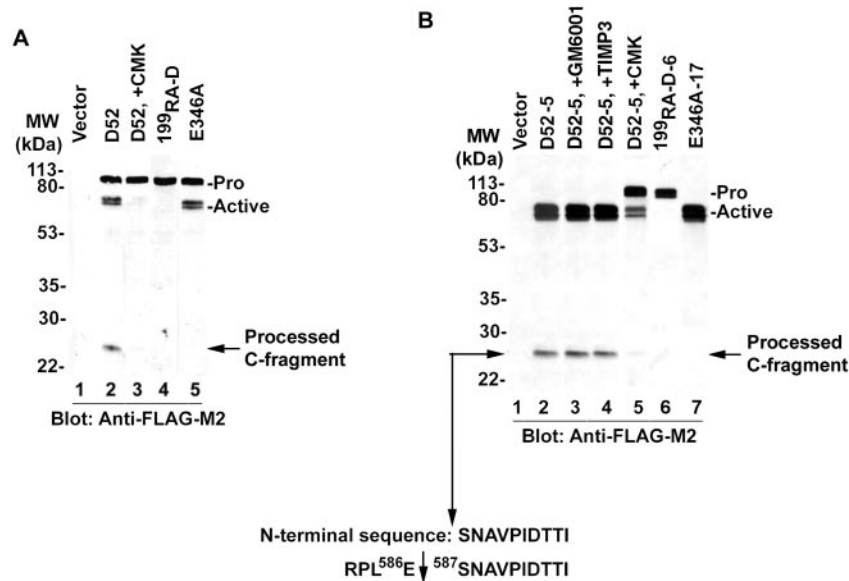 A
MW
(kDa)
Vector
D52
D52, +CMK
199RA-D
E346A
113-
80-
53-
35-
30-
22-
-Pro
-Active
Processed
C-fragment
1 2 3 4 5
Blot: Anti-FLAG-M2
B
MW
(kDa)
Vector
D52-5
D52-5, +GM6001
D52-5, +TIMP3
D52-5, +CMK
199RA-D-6
E346A-17
113-
80-
53-
35-
30-
26-
22-
-Pro
-Active
Processed
C-fragment
1 2 3 4 5 6 7
Blot: Anti-FLAG-M2
N-terminal sequence: SNAVPIDTTI
RPL586E 587SNAVPIDTTI